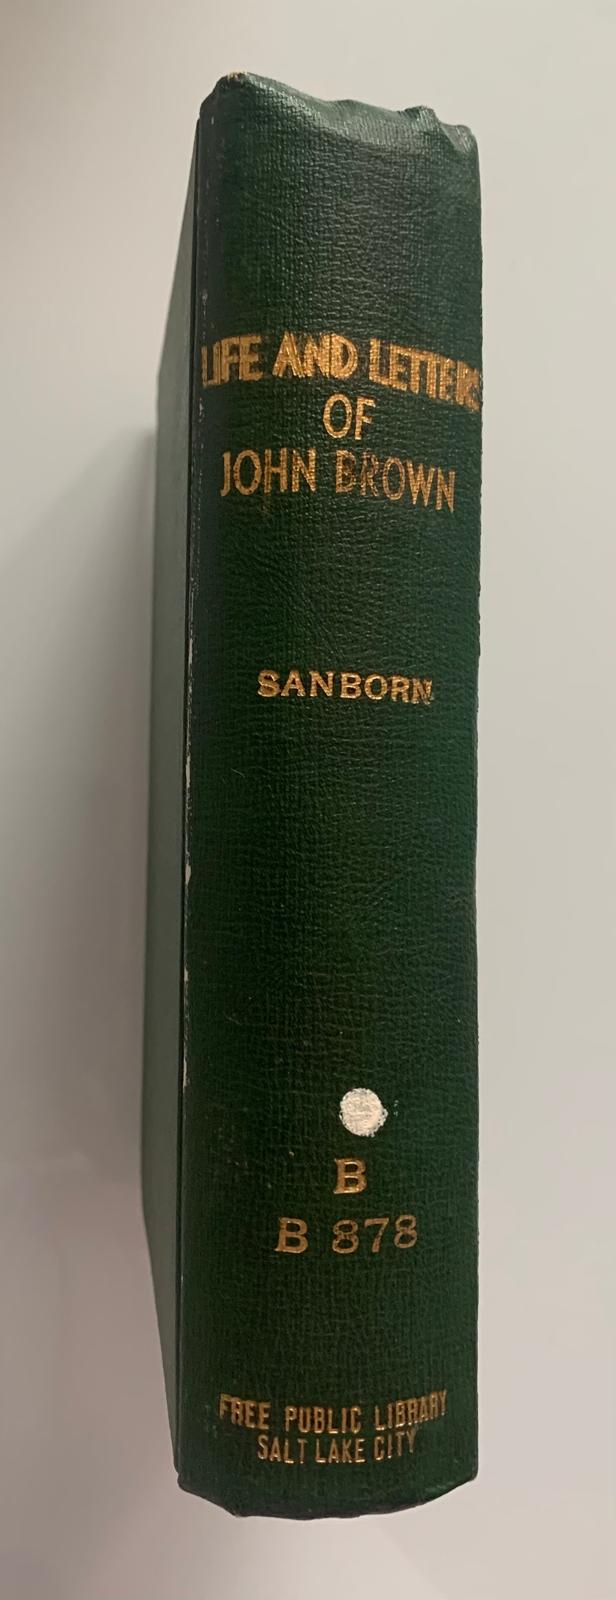 LIFE AND LETTERS
OF
JOHN BROWN
SANBORN
B
B 878
FREE PUBLIC LIBRARY
SALT LAKE CITY